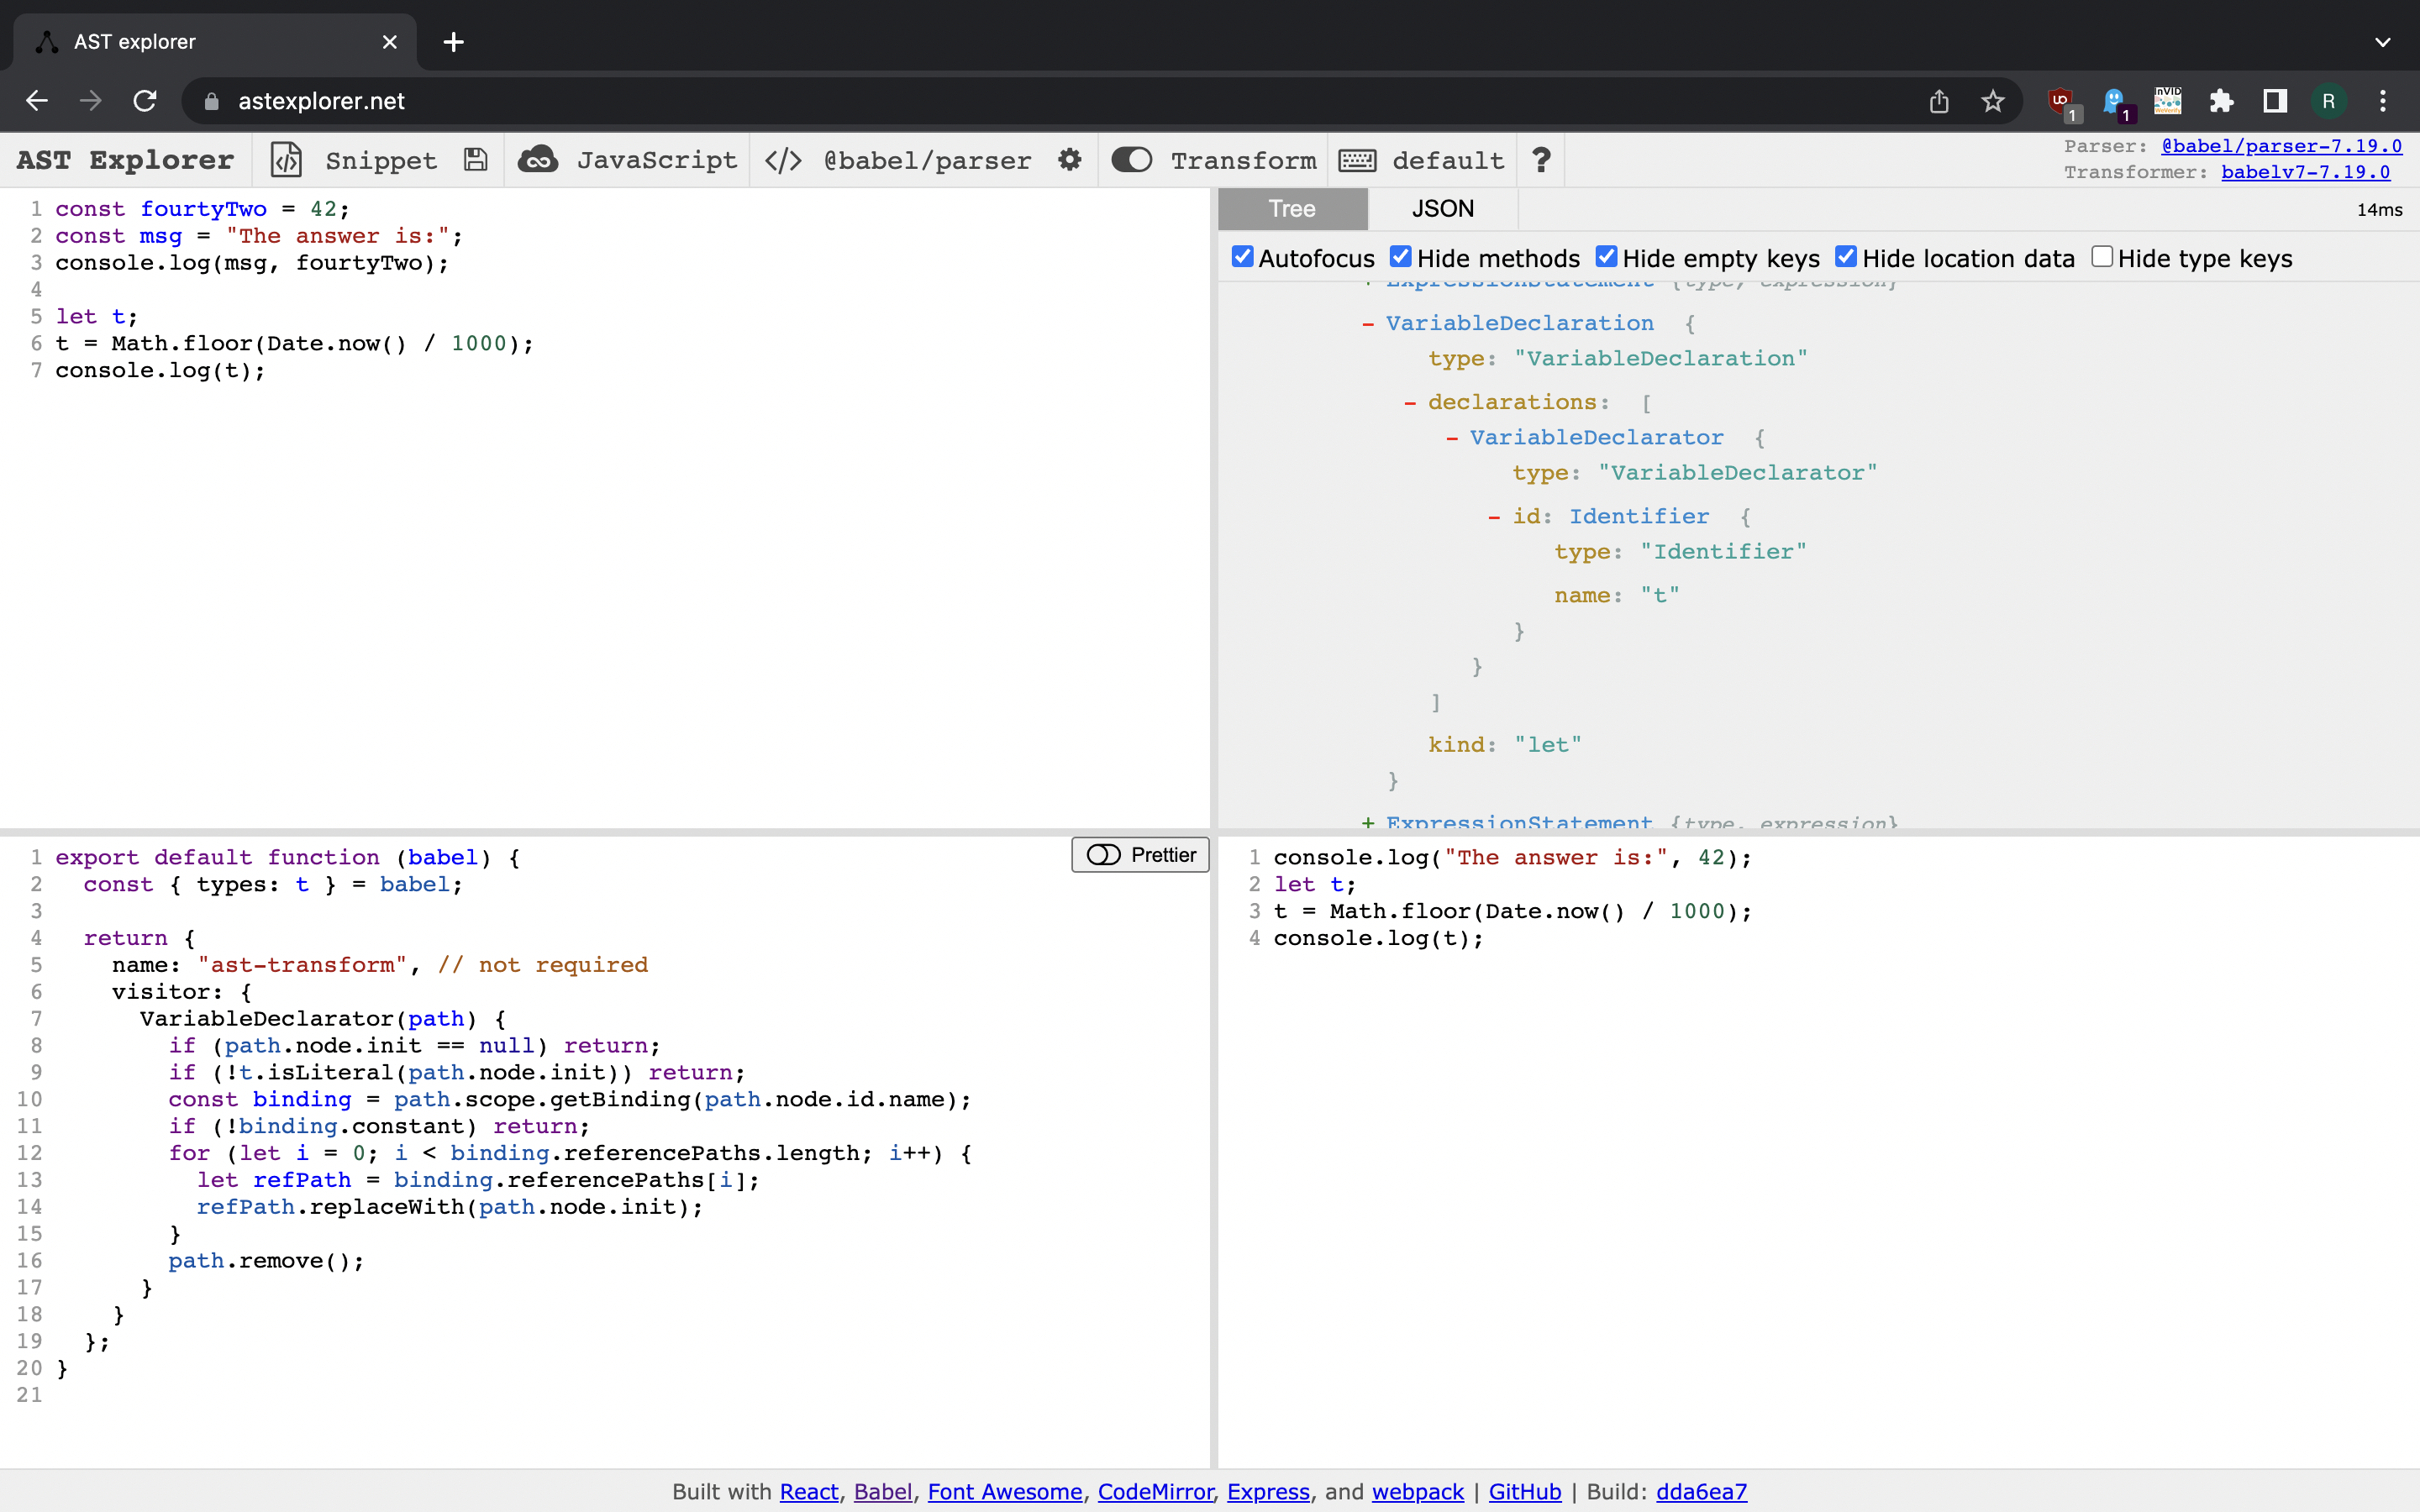 AST explorer
astexplorer.net
1 1 InVID R
AST Explorer Snippet JavaScript </> @babel/parser Transform default ?
Parser: @babel/parser-7.19.0
Transformer: babelv7-7.19.0
1 const fourtyTwo = 42;
2 const msg = "The answer is:";
3 console.log(msg, fourtyTwo);
4
5 let t;
6 t = Math.floor(Date.now() / 1000);
7 console.log(t);
Tree JSON 14ms
Autofocus Hide methods Hide empty keys Hide location data Hide type keys
+ ExpressionStatement {type, expression}
- VariableDeclaration {
type: "VariableDeclaration"
- declarations: [
- VariableDeclarator {
type: "VariableDeclarator"
- id: Identifier {
type: "Identifier"
name: "t"
}
}
]
kind: "let"
}
+ ExpressionStatement {type, expression}
Prettier
1 export default function (babel) {
2 const { types: t } = babel;
3
4 return {
5 name: "ast-transform", // not required
6 visitor: {
7 VariableDeclarator(path) {
8 if (path.node.init == null) return;
9 if (!t.isLiteral(path.node.init)) return;
10 const binding = path.scope.getBinding(path.node.id.name);
11 if (!binding.constant) return;
12 for (let i = 0; i < binding.referencePaths.length; i++) {
13 let refPath = binding.referencePaths[i];
14 refPath.replaceWith(path.node.init);
15 }
16 path.remove();
17 }
18 }
19 };
20 }
21
1 console.log("The answer is:", 42);
2 let t;
3 t = Math.floor(Date.now() / 1000);
4 console.log(t);
Built with React, Babel, Font Awesome, CodeMirror, Express, and webpack | GitHub | Build: dda6ea7